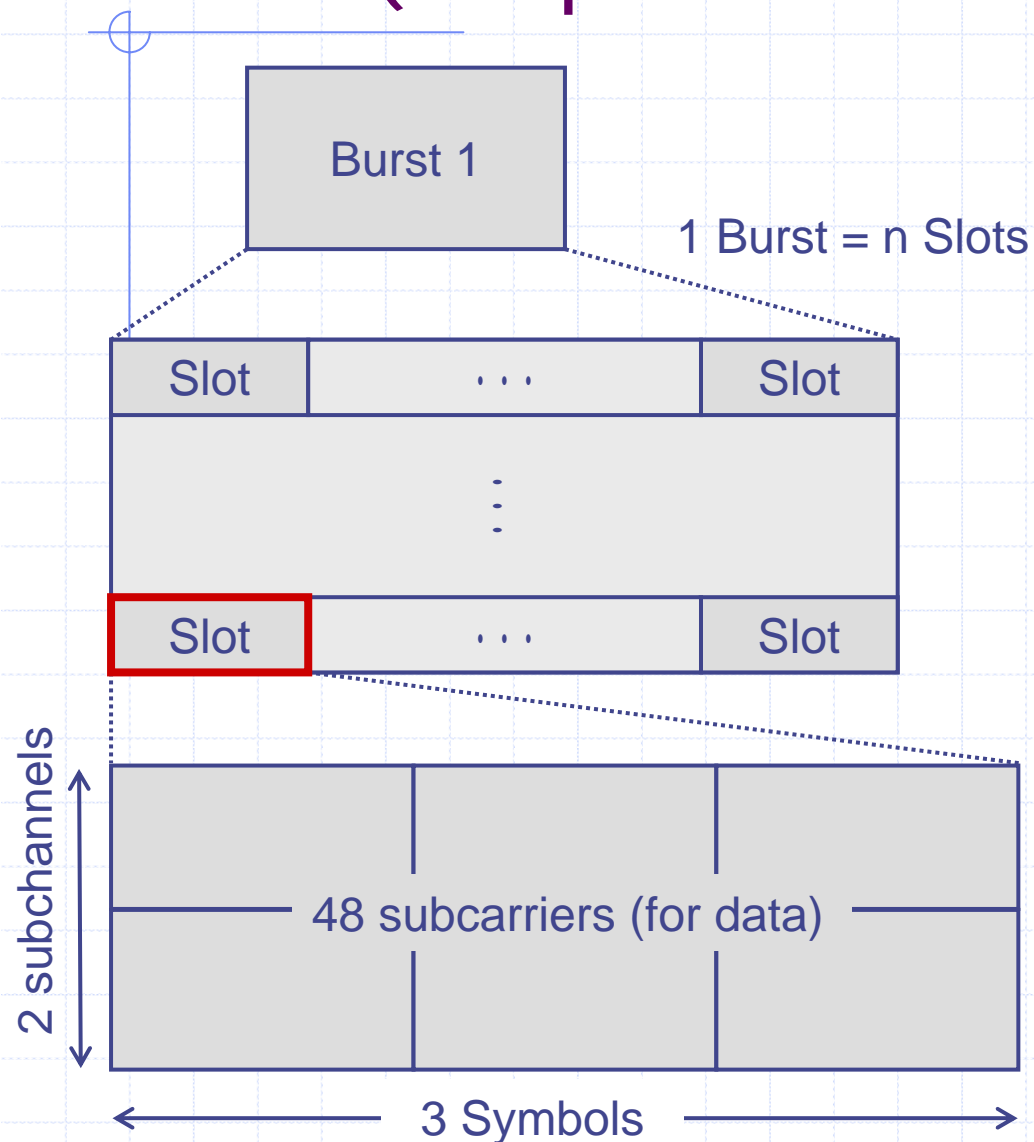 Burst 1
1 Burst = n Slots
Slot ... Slot
Slot ... Slot
2 subchannels
48 subcarriers (for data)
3 Symbols